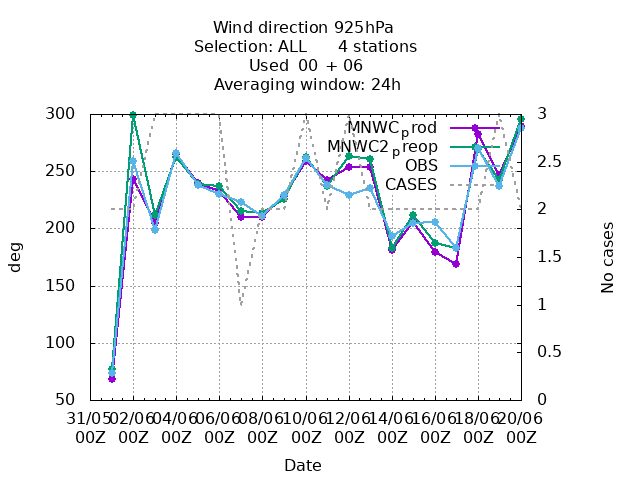 Wind direction 925hPa
Selection: ALL 4 stations
Used 00 + 06
Averaging window: 24h
300
250
200
150
100
50
deg
3
2.5
2
1.5
1
0.5
0
No cases
MNWC_prod
MNWC2_preop
OBS
CASES
31/05 02/06 04/06 06/06 08/06 10/06 12/06 14/06 16/06 18/06 20/06
00Z 00Z 00Z 00Z 00Z 00Z 00Z 00Z 00Z 00Z 00Z
Date